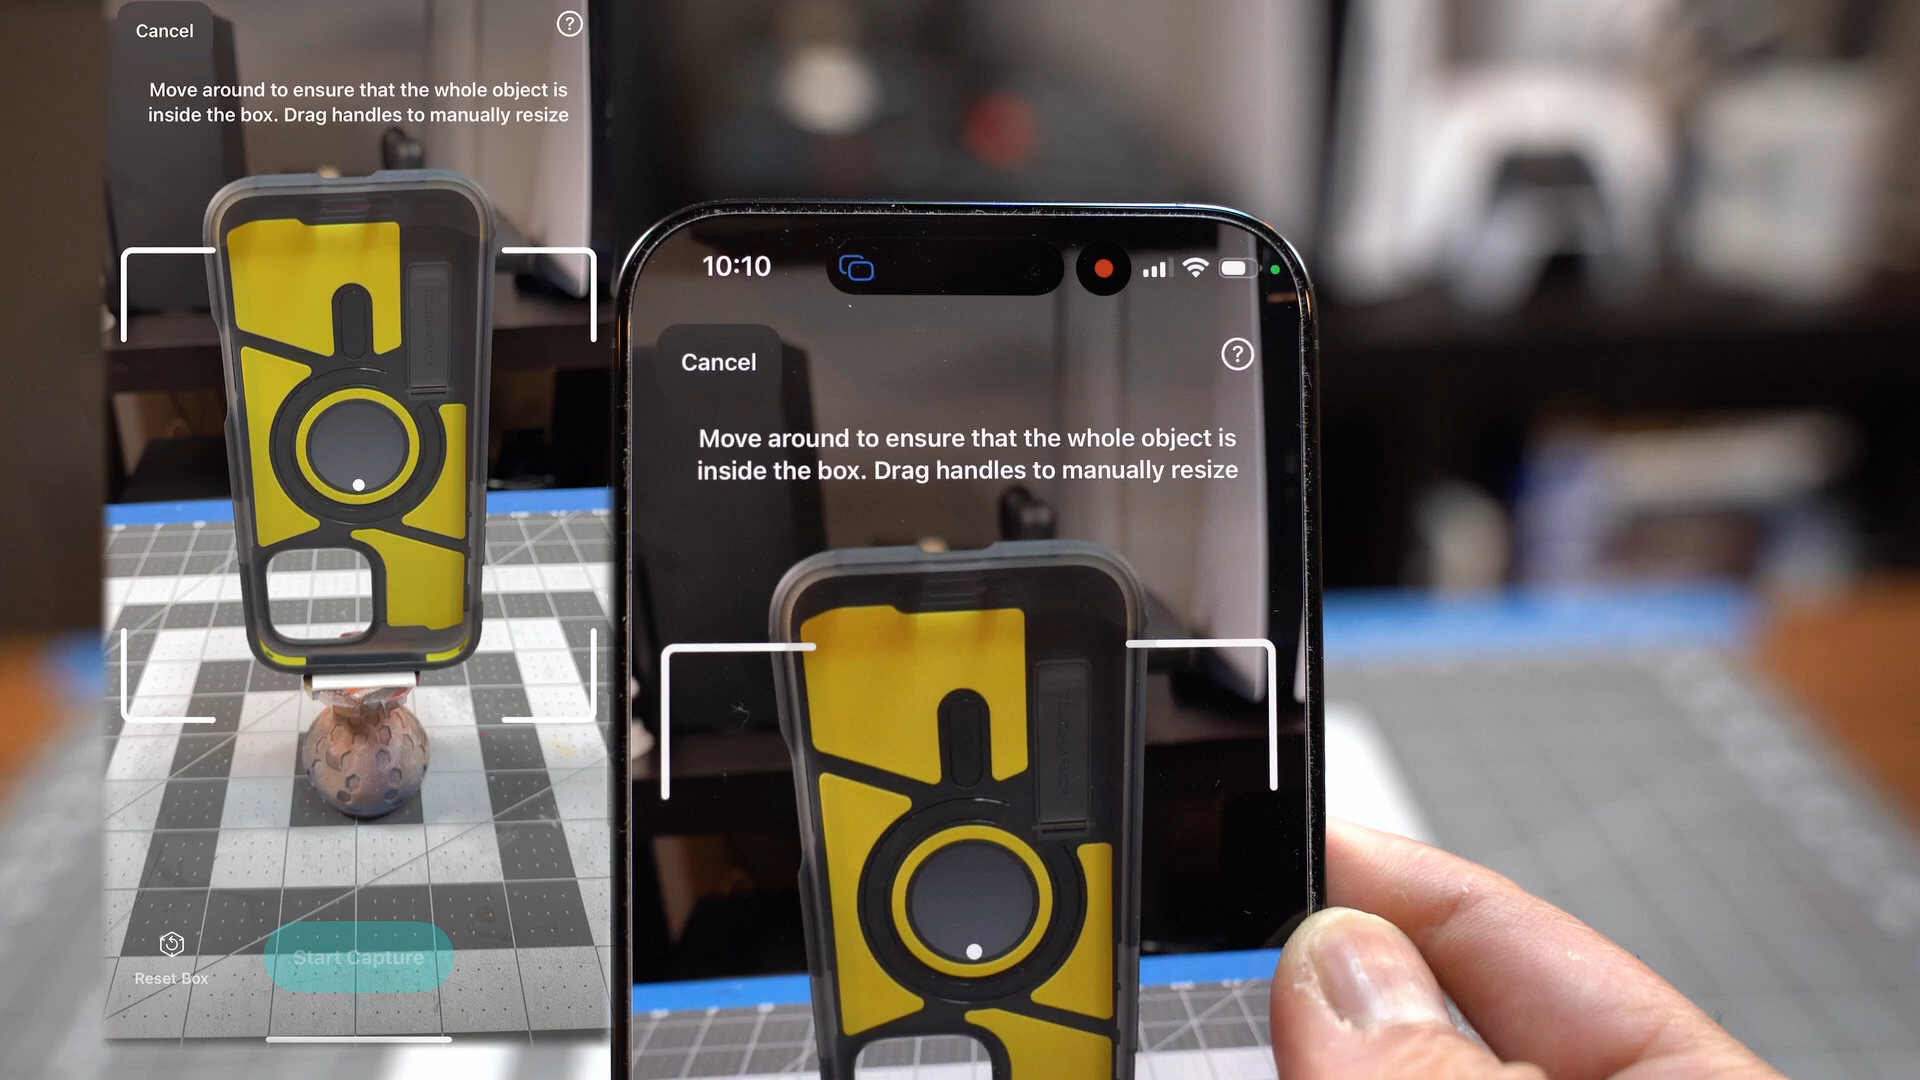 Cancel
?
Move around to ensure that the whole object is
inside the box. Drag handles to manually resize
Reset Box
Start Capture
10:10
Cancel
?
Move around to ensure that the whole object is
inside the box. Drag handles to manually resize